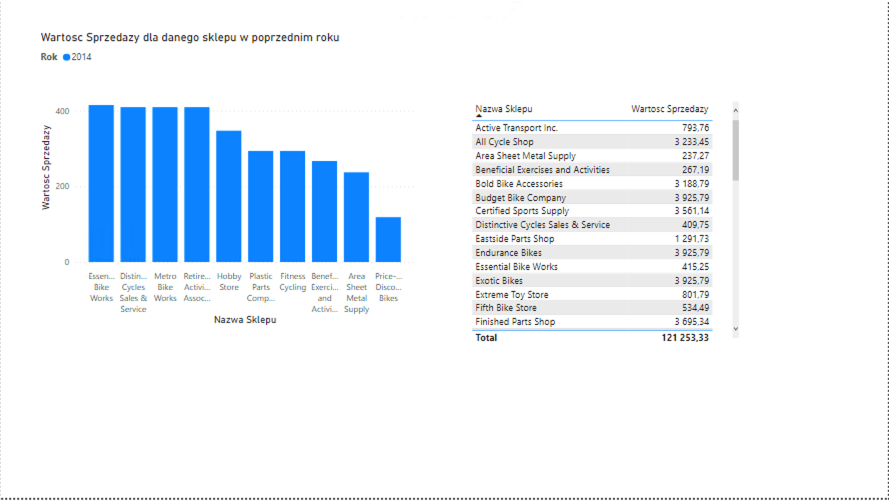 Wartosc Sprzedazy dla danego sklepu w poprzednim roku
Rok 2014
Wartosc Sprzedazy
400
200
0
Essen... Distin... Metro Retire... Hobby Plastic Fitness Benef... Area Price-...
Bike Cycles Bike Activi... Store Parts Cycling Exerci... Sheet Disco...
Works Sales & Works Assoc... Comp... and Metal Bikes
Service Activi... Supply
Nazwa Sklepu
Nazwa Sklepu Wartosc Sprzedazy
Active Transport Inc. 793,76
All Cycle Shop 3 233,45
Area Sheet Metal Supply 237,27
Beneficial Exercises and Activities 267,19
Bold Bike Accessories 3 188,79
Budget Bike Company 3 925,79
Certified Sports Supply 3 561,14
Distinctive Cycles Sales & Service 409,75
Eastside Parts Shop 1 291,73
Endurance Bikes 3 925,79
Essential Bike Works 415,25
Exotic Bikes 3 925,79
Extreme Toy Store 801,79
Fifth Bike Store 534,49
Finished Parts Shop 3 695,34
Total 121 253,33